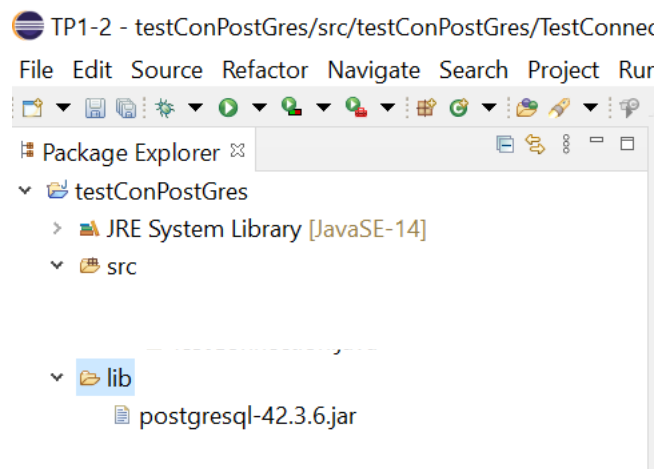 TP1-2 - testConPostGres/src/testConPostGres/TestConnec
File Edit Source Refactor Navigate Search Project Run
Package Explorer
testConPostGres
JRE System Library [JavaSE-14]
src
lib
postgresql-42.3.6.jar